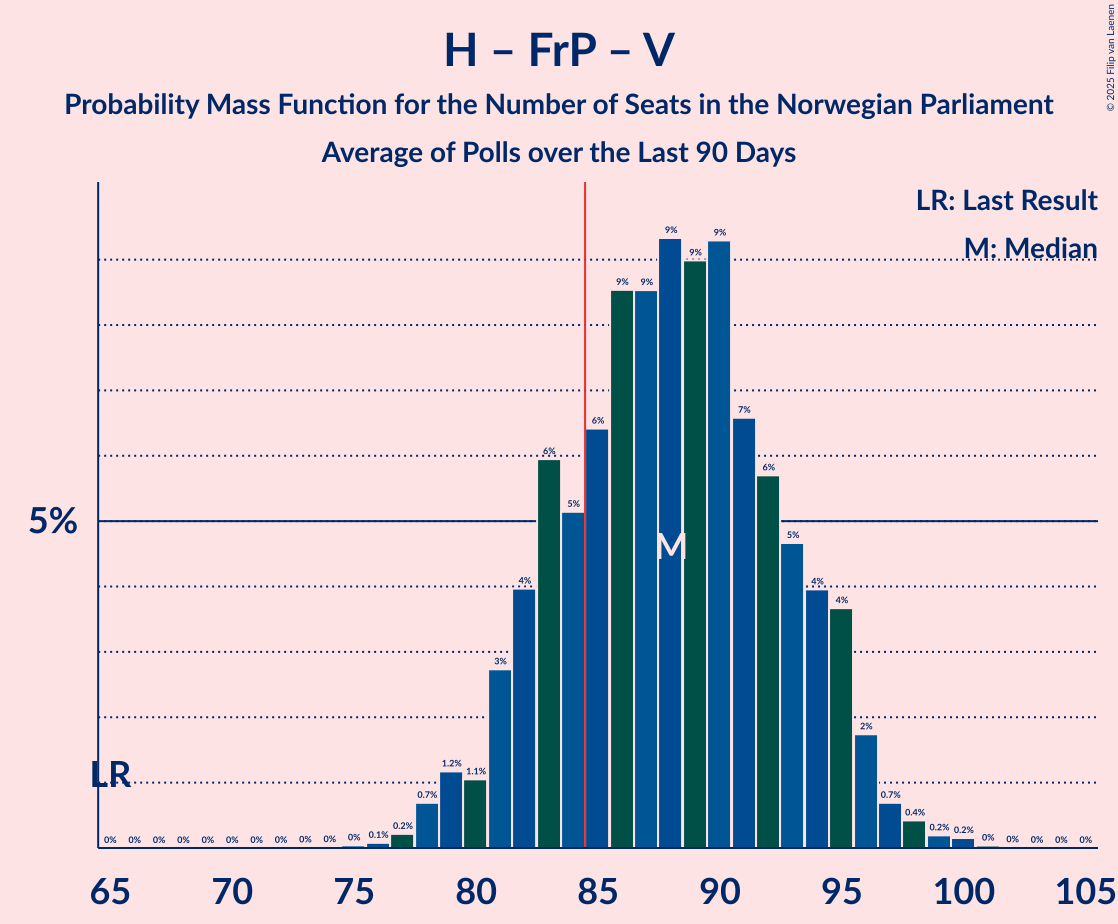 H – FrP – V
Probability Mass Function for the Number of Seats in the Norwegian Parliament
Average of Polls over the Last 90 Days
© 2025 Filip van Laenen
LR: Last Result
M: Median
5%
LR
M
0% 0% 0% 0% 0% 0% 0% 0% 0% 0% 0% 0.1% 0.2% 0.7% 1.2% 1.1% 3% 4% 6% 5% 6% 9% 9% 9% 9% 9% 7% 6% 5% 4% 4% 2% 0.7% 0.4% 0.2% 0.2% 0% 0% 0% 0% 0%
65 70 75 80 85 90 95 100 105